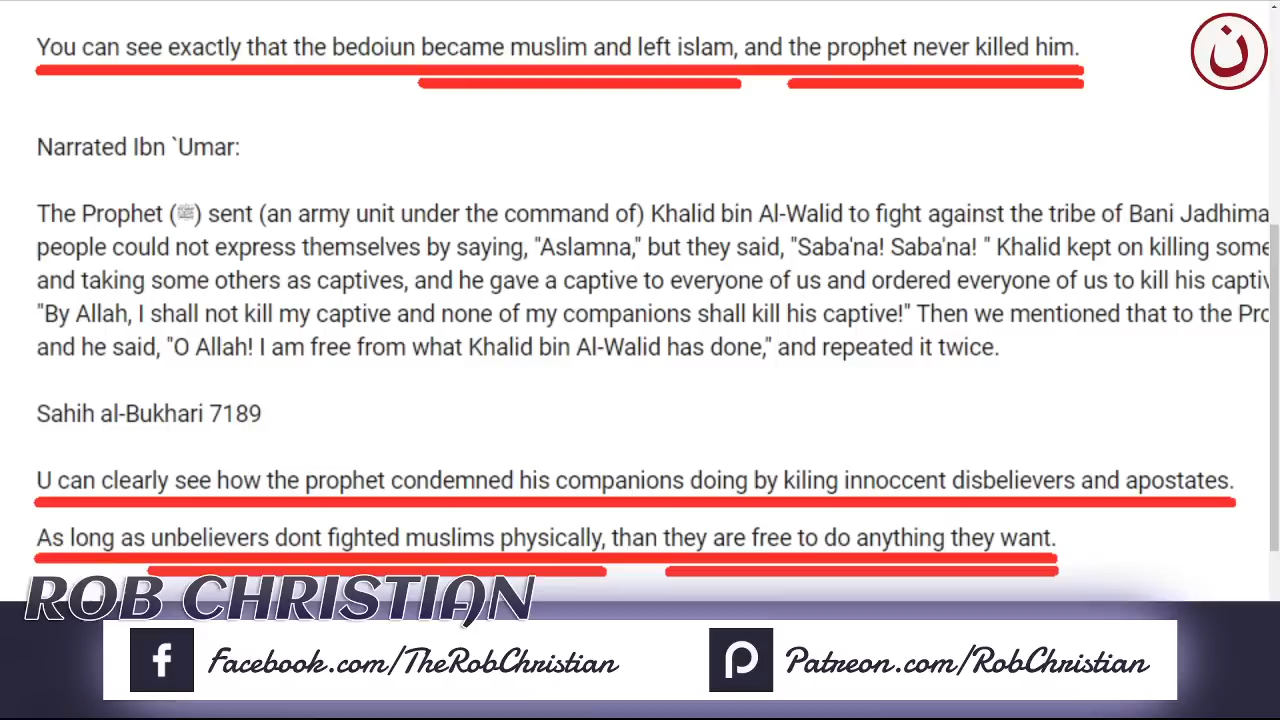 You can see exactly that the bedoiun became muslim and left islam, and the prophet never killed him.
ن
Narrated Ibn `Umar:
The Prophet (ﷺ) sent (an army unit under the command of) Khalid bin Al-Walid to fight against the tribe of Bani Jadhima
people could not express themselves by saying, "Aslamna," but they said, "Saba'na! Saba'na! " Khalid kept on killing some
and taking some others as captives, and he gave a captive to everyone of us and ordered everyone of us to kill his captiv
"By Allah, I shall not kill my captive and none of my companions shall kill his captive!" Then we mentioned that to the Pro
and he said, "O Allah! I am free from what Khalid bin Al-Walid has done," and repeated it twice.
Sahih al-Bukhari 7189
U can clearly see how the prophet condemned his companions doing by kiling innoccent disbelievers and apostates.
As long as unbelievers dont fighted muslims physically, than they are free to do anything they want.
ROB CHRISTIAN
Facebook.com/TheRobChristian
Patreon.com/RobChristian